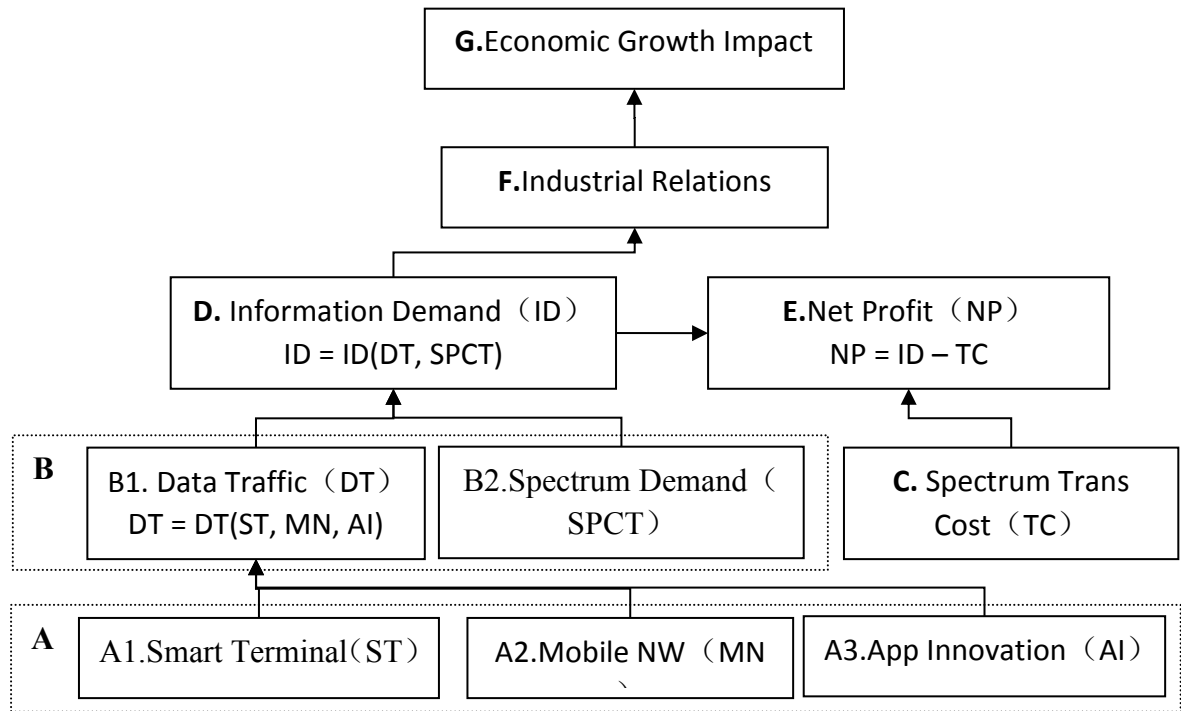 G.Economic Growth Impact
F.Industrial Relations
D. Information Demand（ID）
ID = ID(DT, SPCT)
E.Net Profit（NP）
NP = ID – TC
B
B1. Data Traffic（DT）
DT = DT(ST, MN, AI)
B2.Spectrum Demand（
SPCT）
C. Spectrum Trans
Cost（TC）
A
A1.Smart Terminal（ST）
A2.Mobile NW（MN
）
A3.App Innovation（AI）